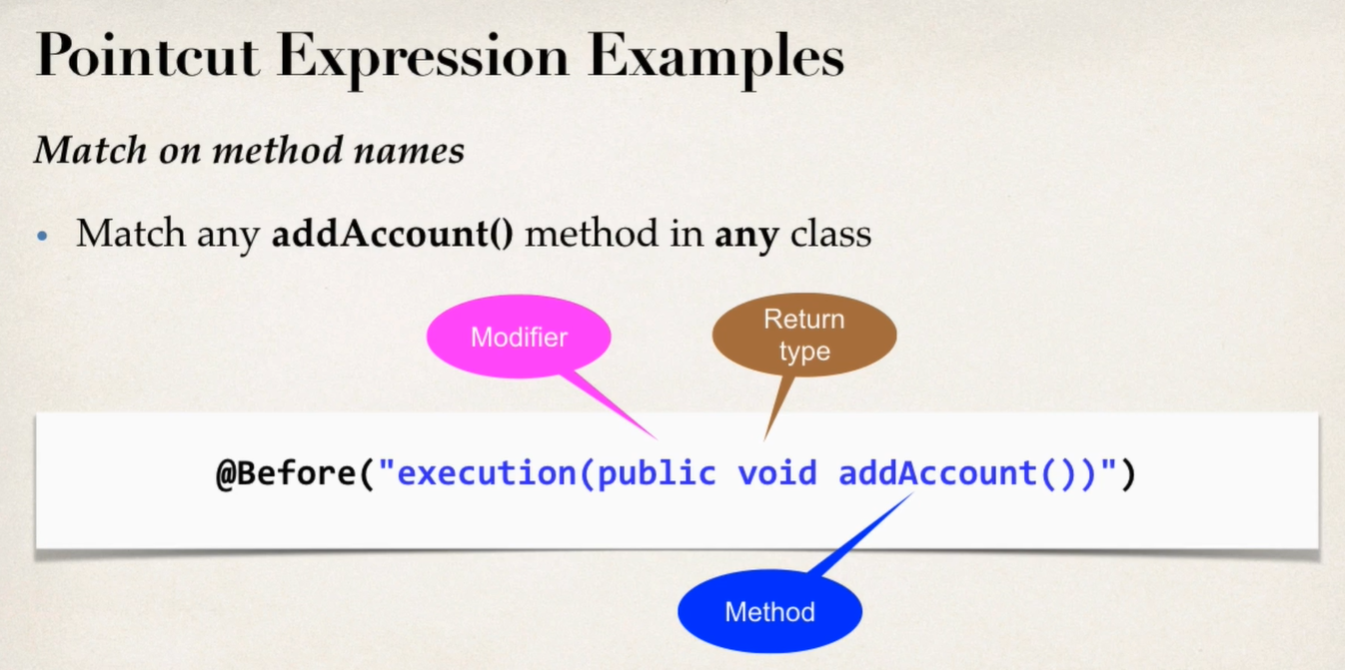 Pointcut Expression Examples
Match on method names
• Match any addAccount() method in any class
Modifier
Return
type
@Before("execution(public void addAccount())")
Method